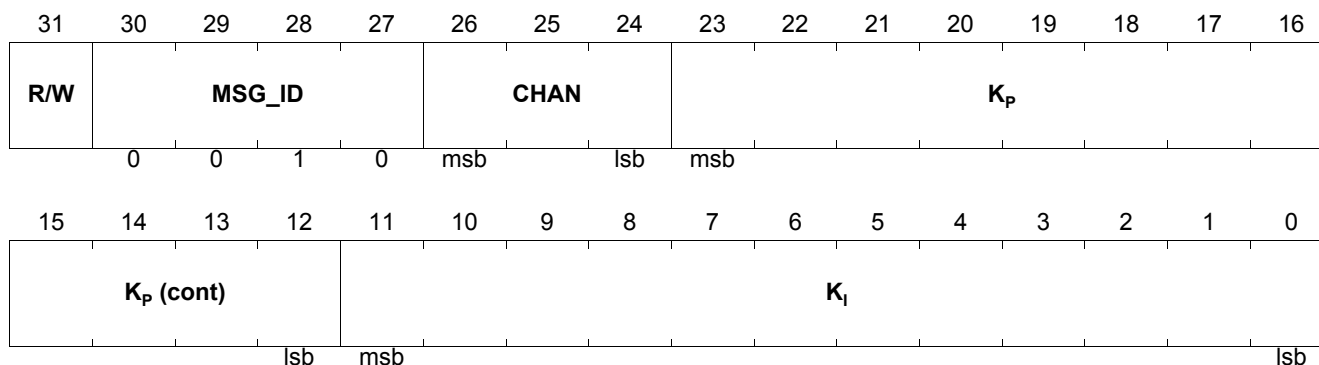 31 30 29 28 27 26 25 24 23 22 21 20 19 18 17 16
R/W MSG_ID CHAN KP
0 0 1 0 msb lsb msb
15 14 13 12 11 10 9 8 7 6 5 4 3 2 1 0
KP (cont) KI
lsb msb lsb